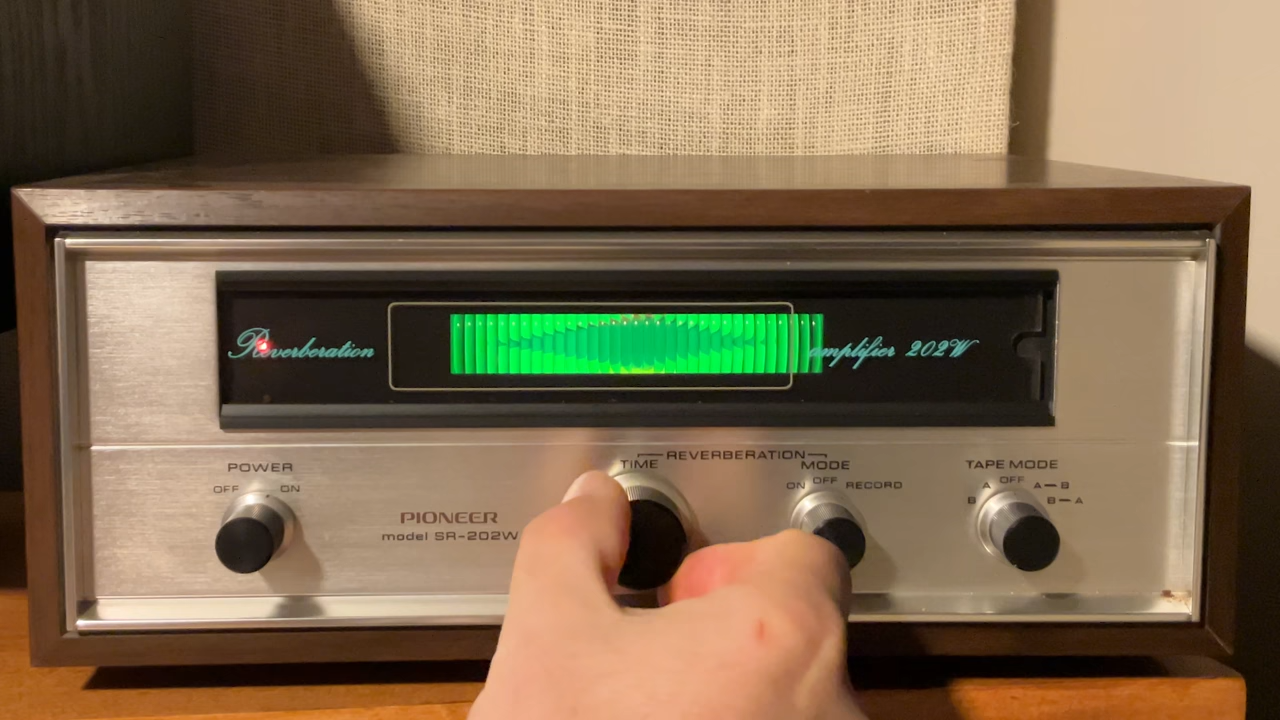 Reverberation amplifier 202W
POWER
OFF ON
PIONEER
model SR-202W
REVERBERATION
TIME MODE
ON OFF RECORD
TAPE MODE
A OFF A-B
B B-A